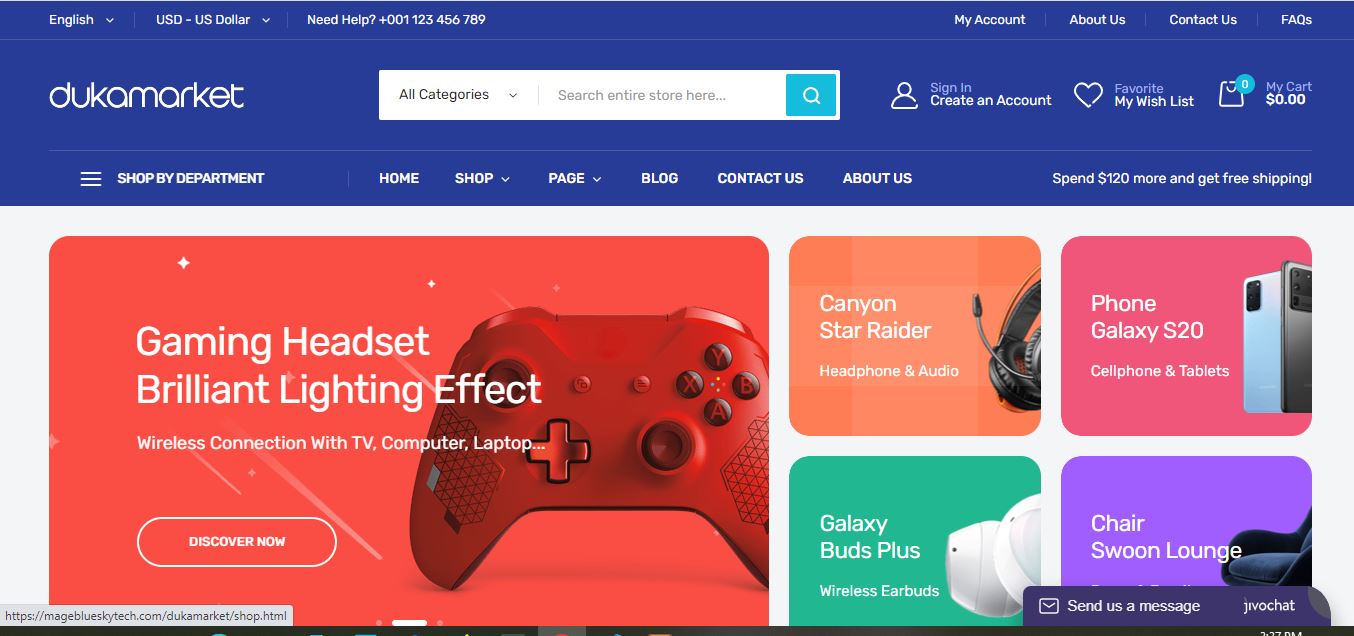 English
USD - US Dollar
Need Help? +001 123 456 789
My Account
About Us
Contact Us
FAQs
dukamarket
All Categories
Search entire store here...
Sign In
Create an Account
Favorite
My Wish List
0
My Cart
$0.00
SHOP BY DEPARTMENT
HOME
SHOP
PAGE
BLOG
CONTACT US
ABOUT US
Spend $120 more and get free shipping!
Gaming Headset
Brilliant Lighting Effect
Wireless Connection With TV, Computer, Laptop...
DISCOVER NOW
Y
X
B
A
Canyon
Star Raider
Headphone & Audio
Phone
Galaxy S20
Cellphone & Tablets
Galaxy
Buds Plus
Wireless Earbuds
Chair
Swoon Lounge
Send us a message
jivochat
https://magebluesskytech.com/dukamarket/shop.html
2:27 PM